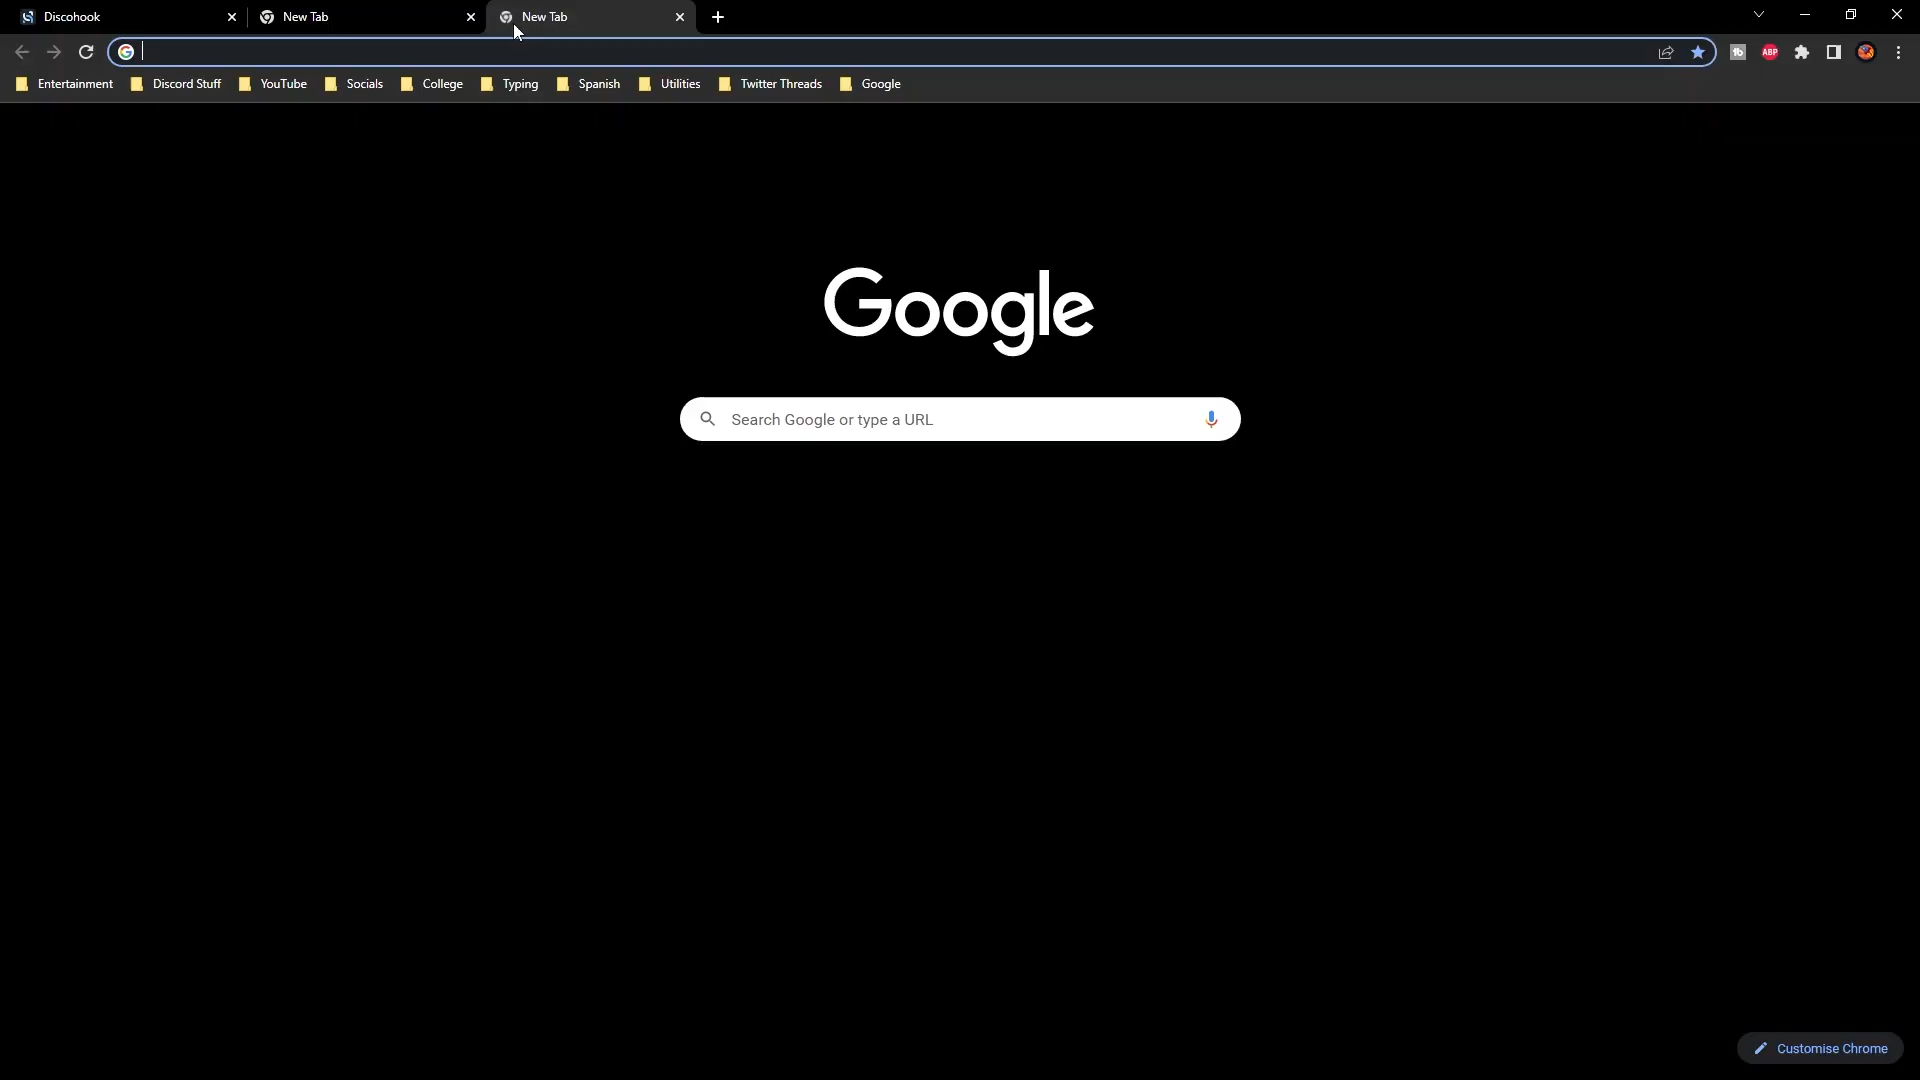 Discohook
New Tab
New Tab
ABP
Entertainment
Discord Stuff
YouTube
Socials
College
Typing
Spanish
Utilities
Twitter Threads
Google
Google
Search Google or type a URL
Customise Chrome